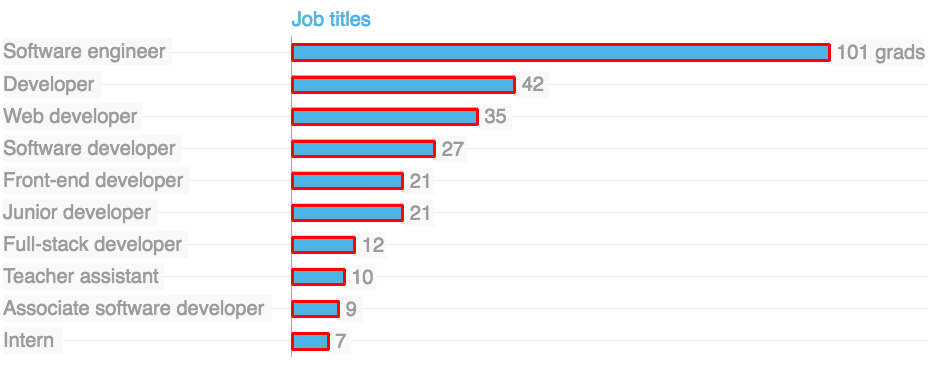 Job titles
Software engineer 101 grads
Developer 42
Web developer 35
Software developer 27
Front-end developer 21
Junior developer 21
Full-stack developer 12
Teacher assistant 10
Associate software developer 9
Intern 7